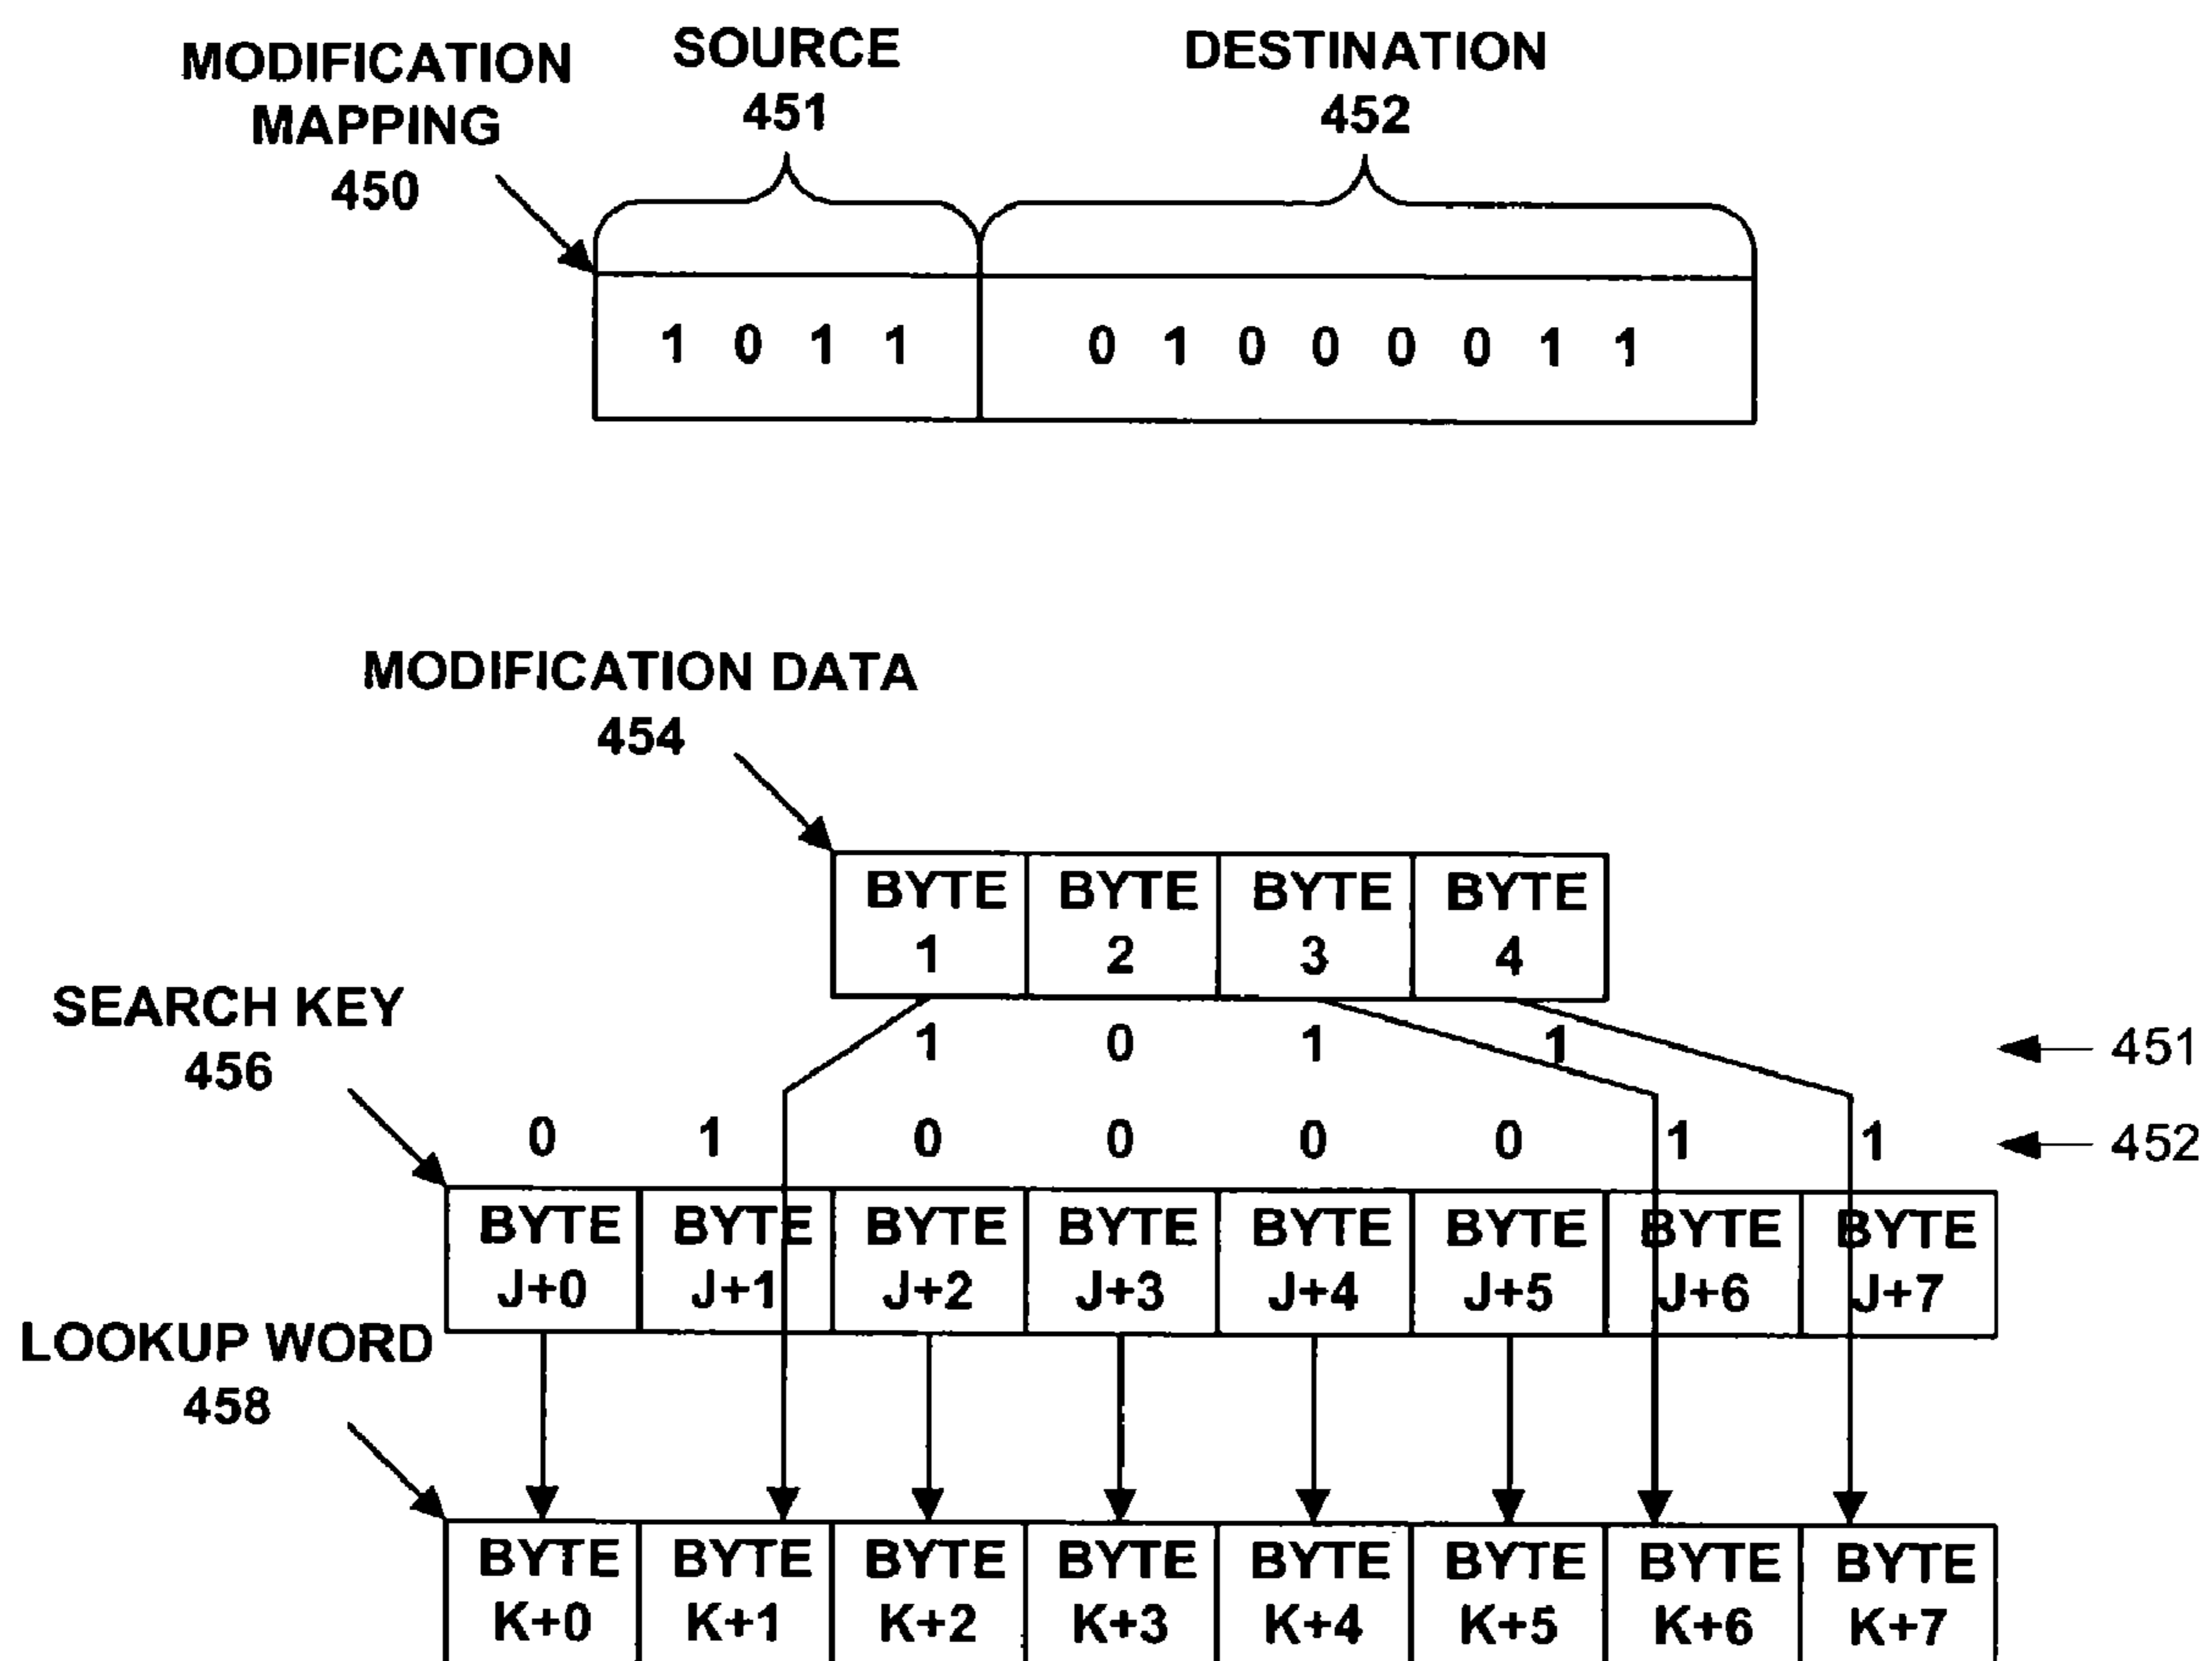 MODIFICATION
MAPPING
450
SOURCE
451
DESTINATION
452
1 0 1 1 0 1 0 0 0 0 1 1
MODIFICATION DATA
454
BYTE 1 BYTE 2 BYTE 3 BYTE 4
1 0 1 1 451
SEARCH KEY
456
0 1 0 0 0 0 1 1 452
BYTE J+0 BYTE J+1 BYTE J+2 BYTE J+3 BYTE J+4 BYTE J+5 BYTE J+6 BYTE J+7
LOOKUP WORD
458
BYTE K+0 BYTE K+1 BYTE K+2 BYTE K+3 BYTE K+4 BYTE K+5 BYTE K+6 BYTE K+7